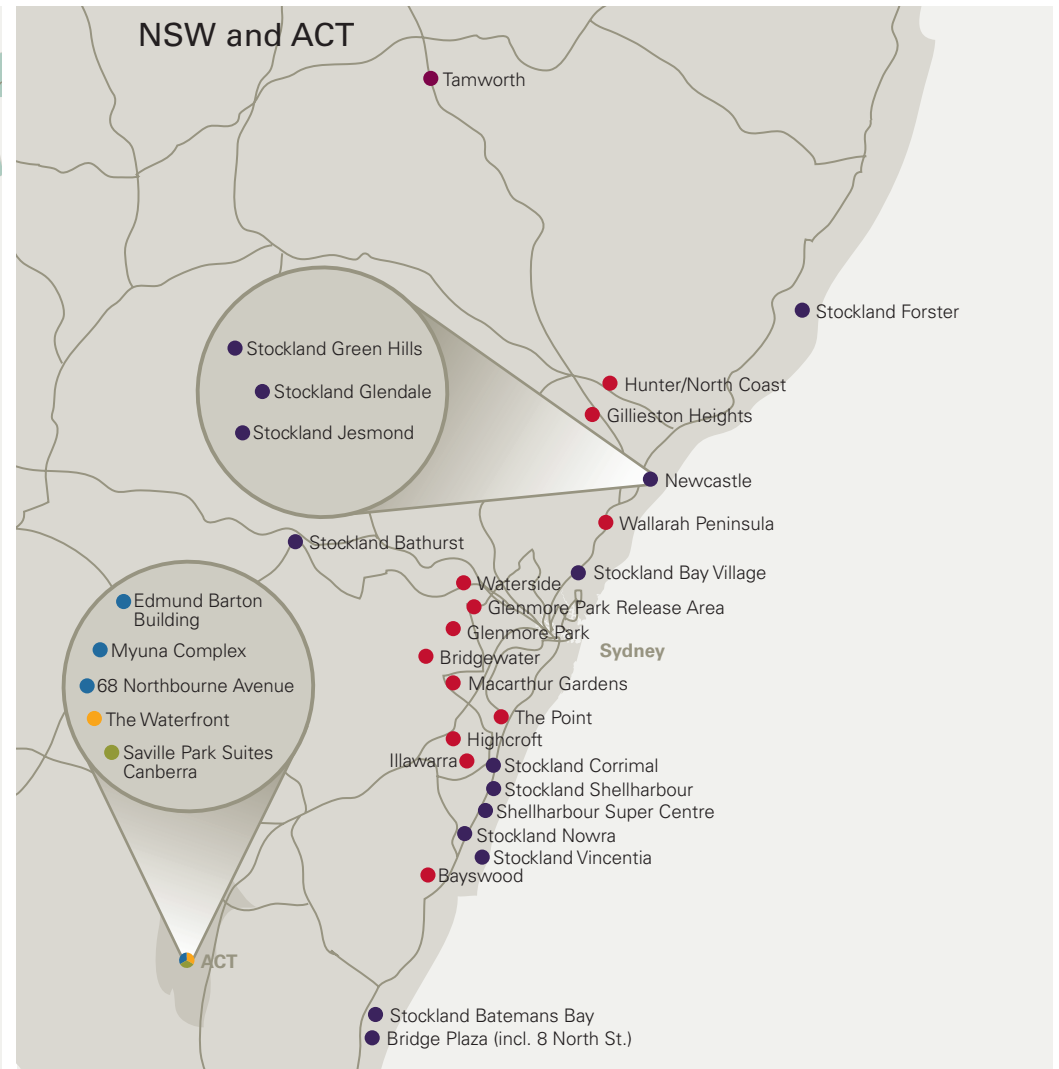 NSW and ACT
Tamworth
Stockland Forster
Stockland Green Hills
Hunter/North Coast
Stockland Glendale
Gillieston Heights
Stockland Jesmond
Newcastle
Wallarah Peninsula
Stockland Bathurst
Stockland Bay Village
Waterside
Edmund Barton
Building
Glenmore Park Release Area
Glenmore Park
Myuna Complex
Sydney
Bridgewater
68 Northbourne Avenue
Macarthur Gardens
The Waterfront
The Point
Highcroft
Saville Park Suites
Canberra
Illawarra
Stockland Corrimal
Stockland Shellharbour
Shellharbour Super Centre
Stockland Nowra
Stockland Vincentia
Bayswood
ACT
Stockland Batemans Bay
Bridge Plaza (incl. 8 North St.)